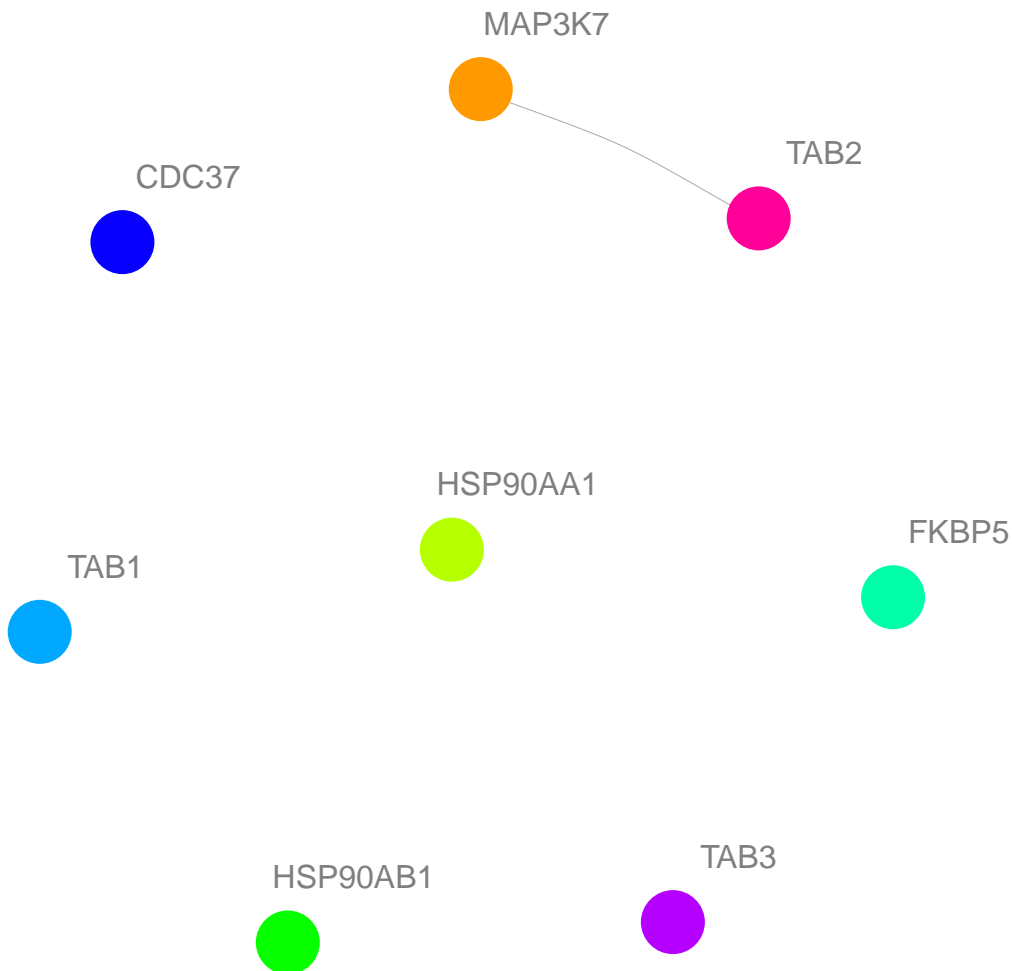 MAP3K7
TAB2
CDC37
HSP90AA1
FKBP5
TAB1
TAB3
HSP90AB1